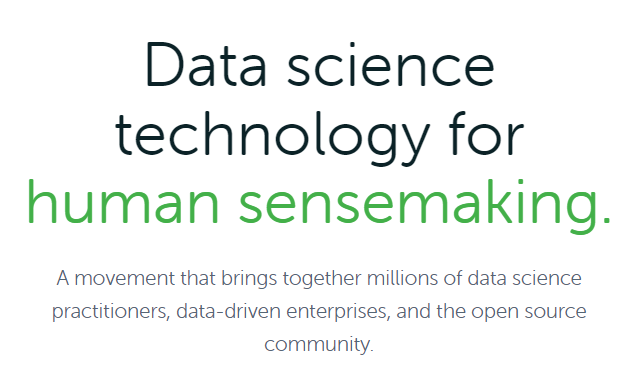 Data science
technology for
human sensemaking.
A movement that brings together millions of data science
practitioners, data-driven enterprises, and the open source
community.